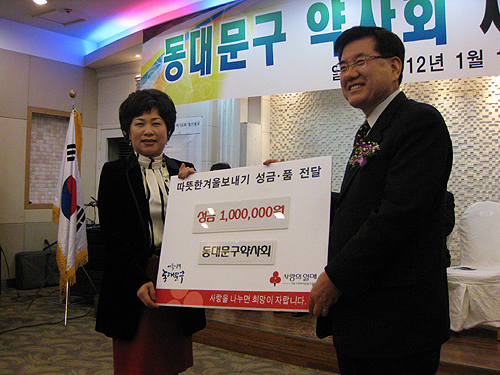 동대문구 약사회
12년 1월
따뜻한겨울보내기 성금·품 전달
성금 1,000,000원
동대문구약사회
동대문구
사랑의 열매
사랑을 나누면 희망이 자랍니다.